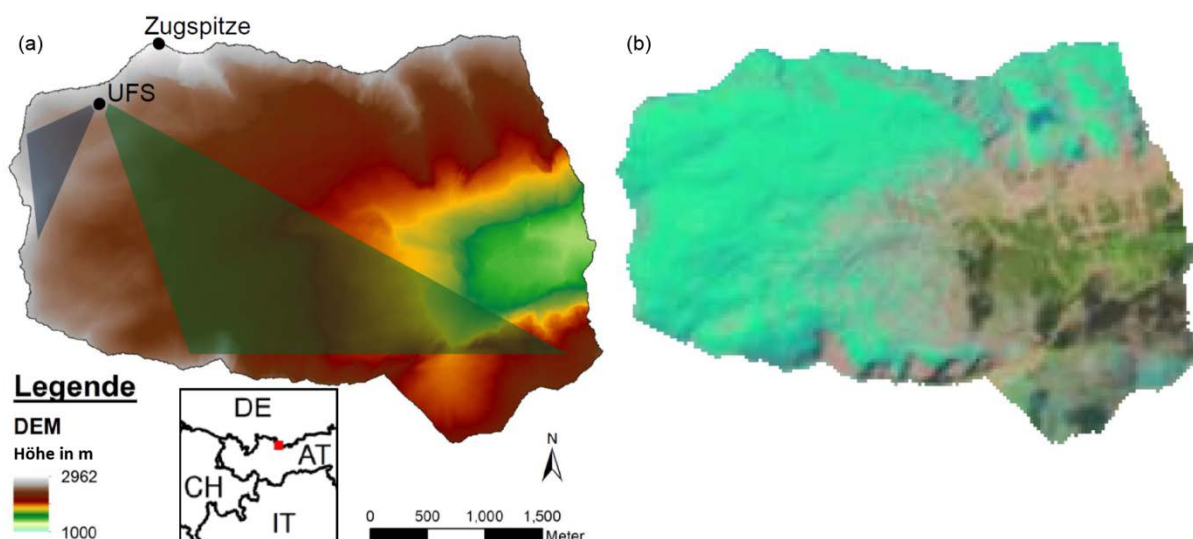 (a)
Zugspitze
UFS
(b)
Legende
DEM
Höhe in m
2962
1000
DE
AT
CH
IT
N
0 500 1,000 1,500
Meter